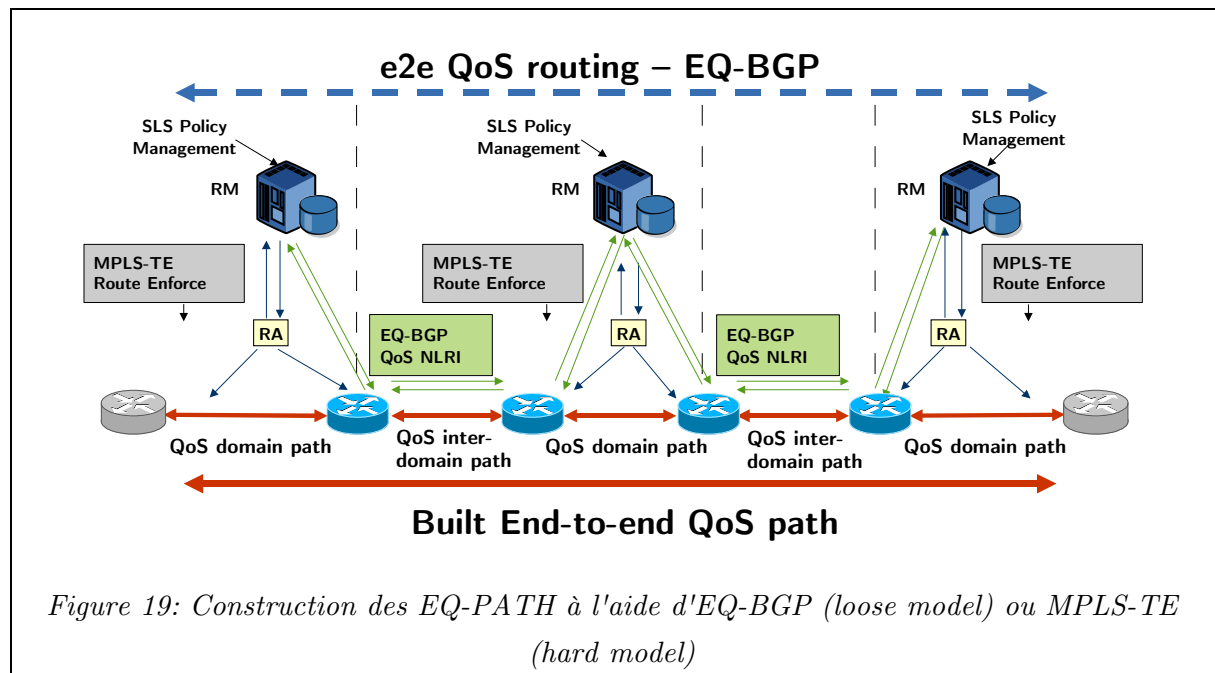 e2e QoS routing – EQ-BGP
SLS Policy
Management
SLS Policy
Management
SLS Policy
Management
RM
RM
RM
MPLS-TE
Route Enforce
MPLS-TE
Route Enforce
MPLS-TE
Route Enforce
RA
EQ-BGP
QoS NLRI
RA
EQ-BGP
QoS NLRI
RA
QoS domain path
QoS inter-
domain path
QoS domain path
QoS inter-
domain path
QoS domain path
Built End-to-end QoS path
Figure 19: Construction des EQ-PATH à l'aide d'EQ-BGP (loose model) ou MPLS-TE
(hard model)